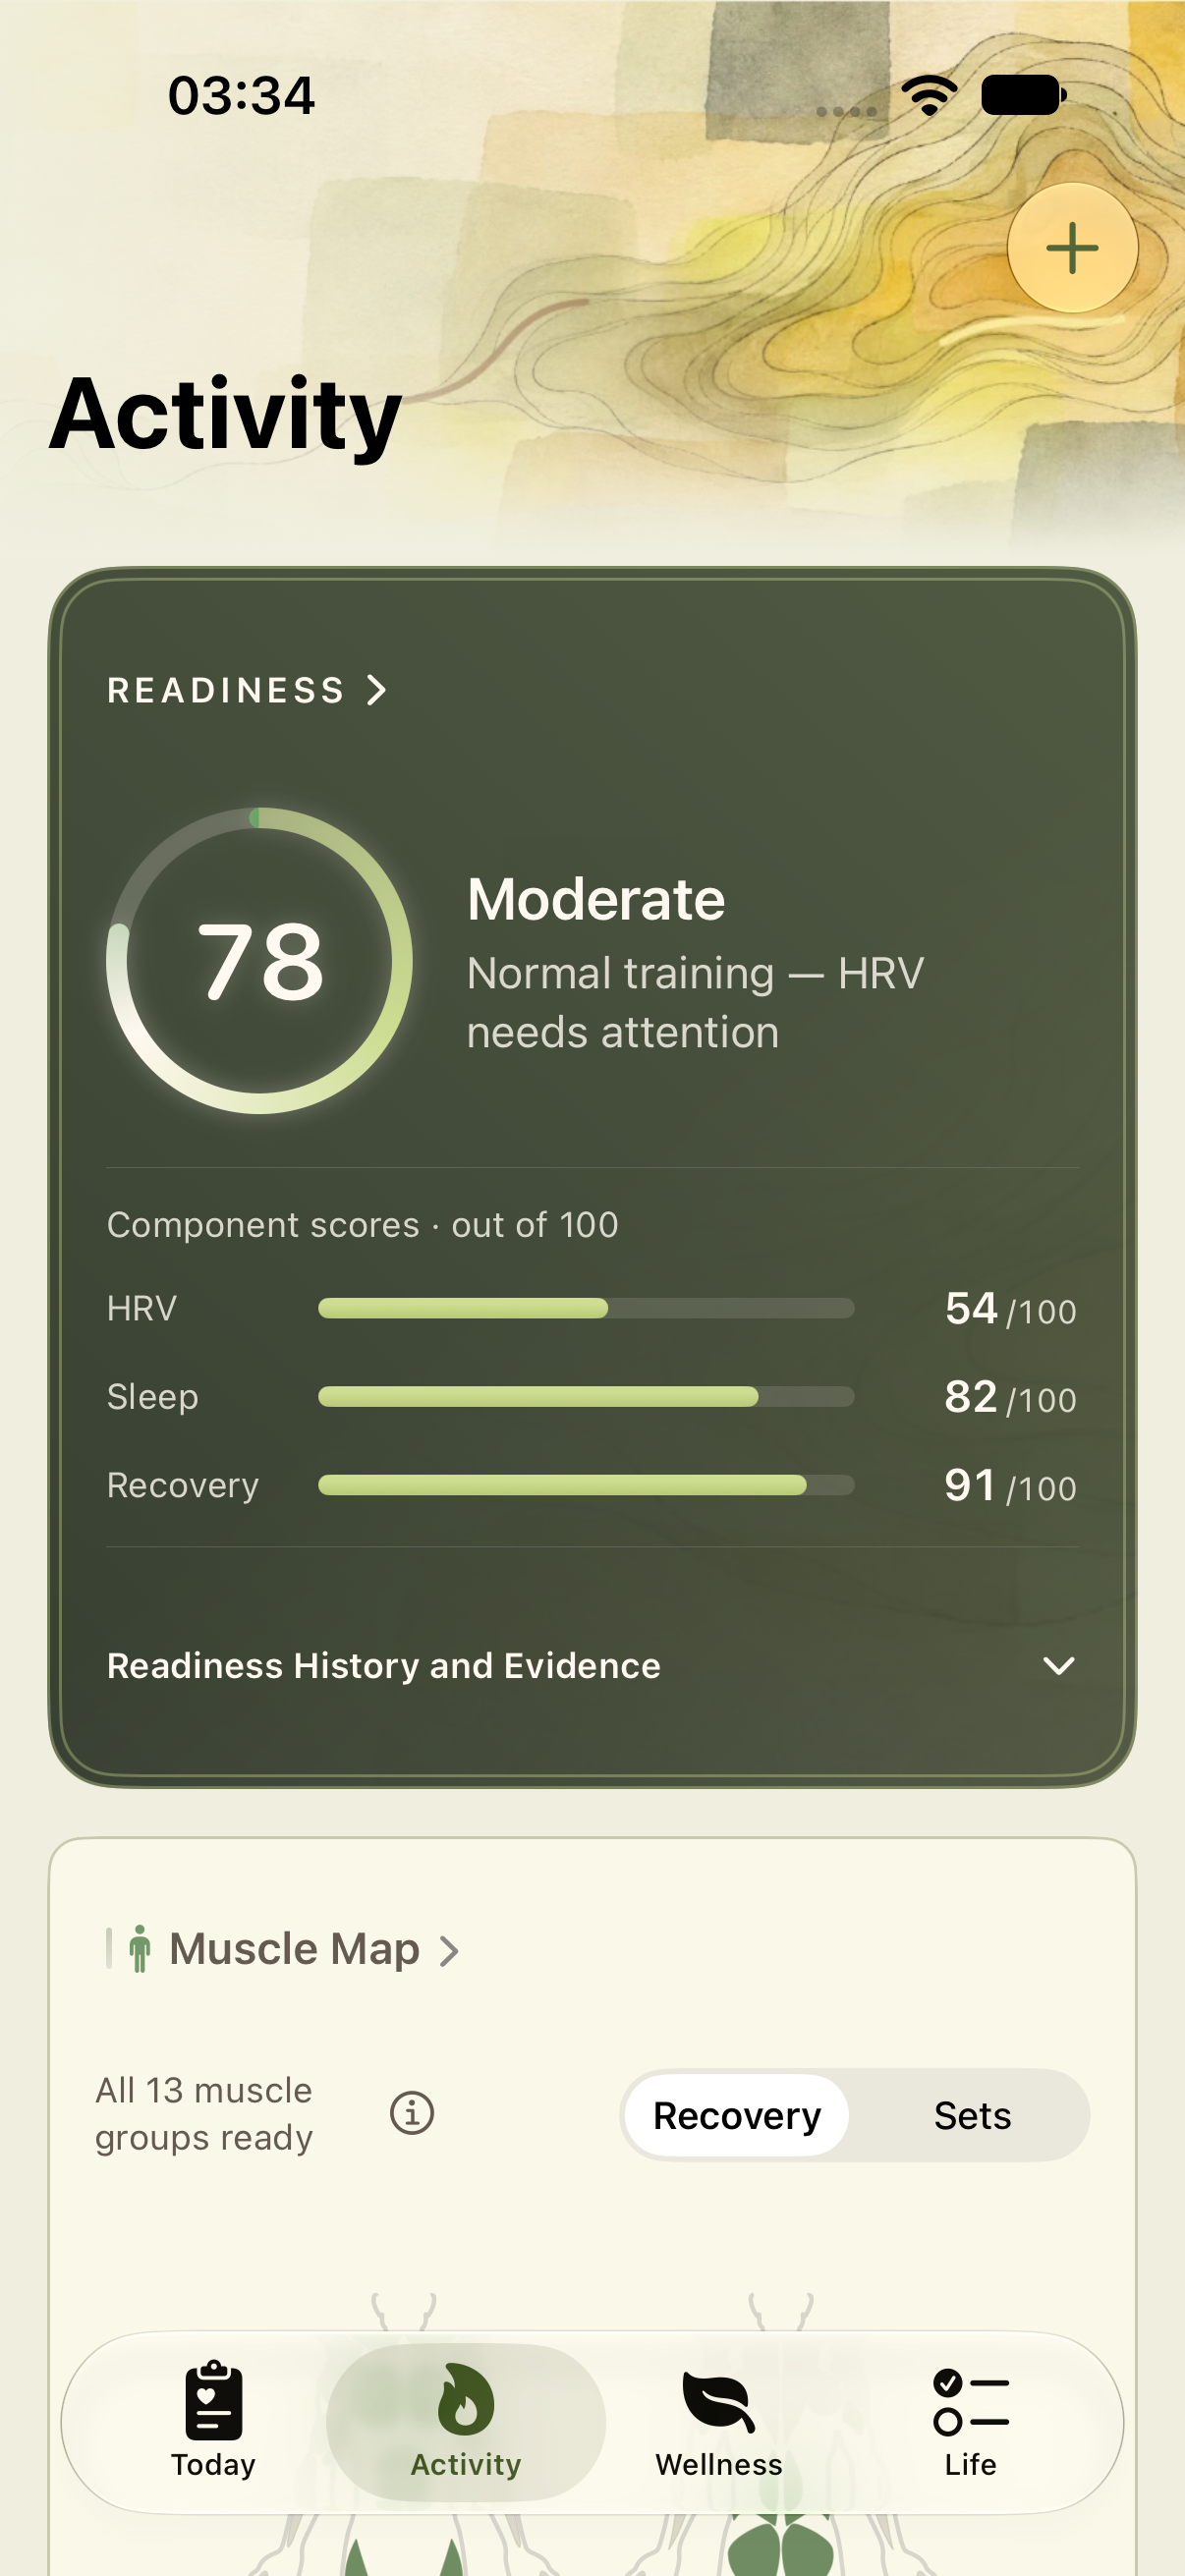 03:34
Activity
READINESS
78
Moderate
Normal training — HRV
needs attention
Component scores · out of 100
HRV 54/100
Sleep 82/100
Recovery 91/100
Readiness History and Evidence
Muscle Map
All 13 muscle
groups ready
Recovery Sets
Today Activity Wellness Life